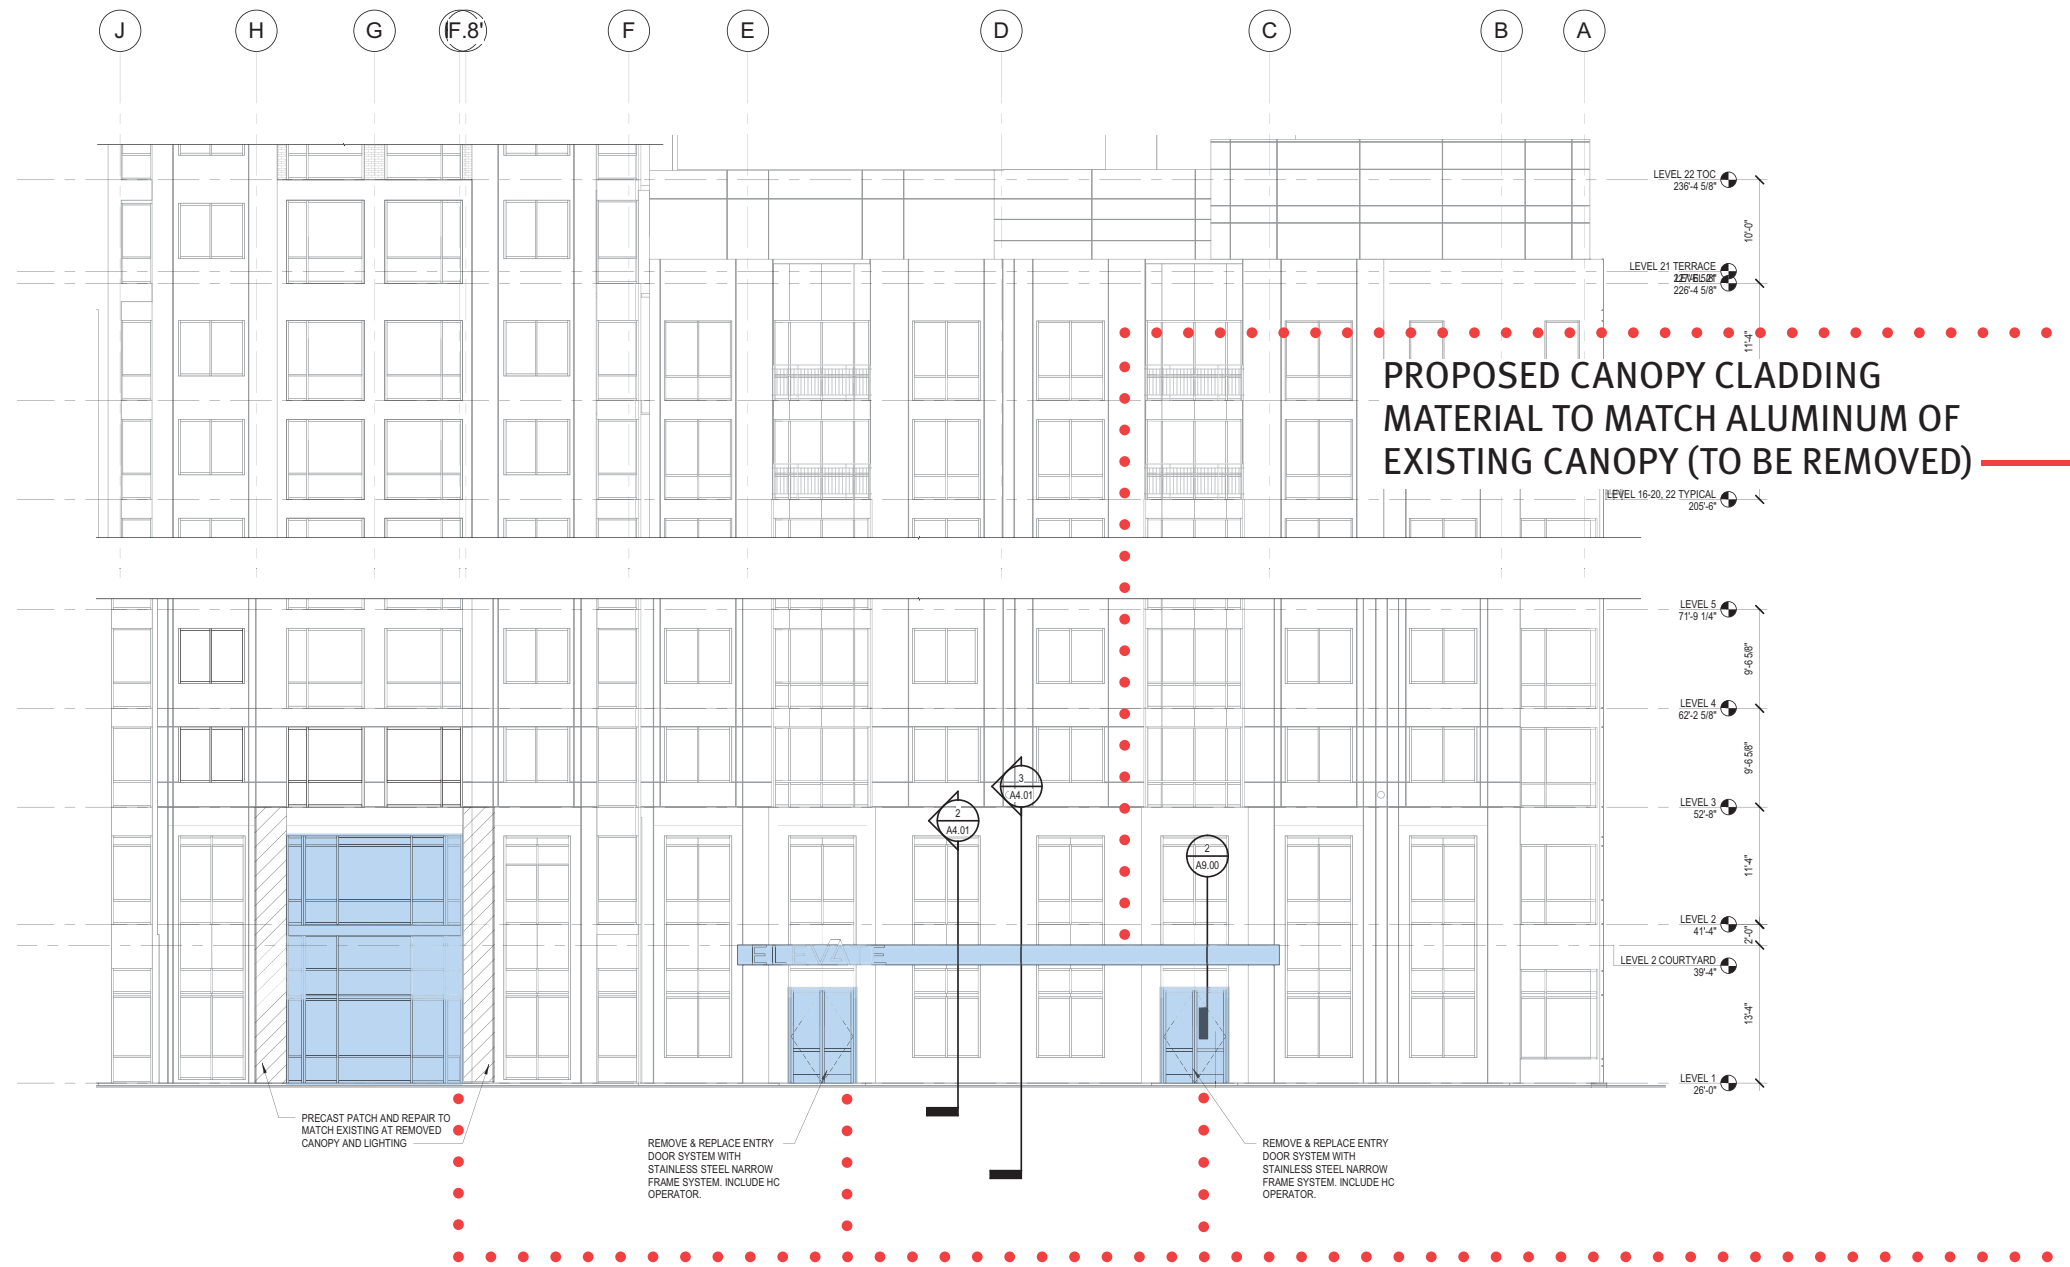 J H G F.8' F E D C B A
LEVEL 22 TOC
236'-4 5/8"
10'-0"
LEVEL 21 TERRACE
226'-4 5/8"
11'-4"
PROPOSED CANOPY CLADDING
MATERIAL TO MATCH ALUMINUM OF
EXISTING CANOPY (TO BE REMOVED)
LEVEL 16-20, 22 TYPICAL
205'-6"
LEVEL 5
71'-9 1/4"
9'-6 5/8"
LEVEL 4
62'-2 5/8"
9'-6 5/8"
3
A4.01
LEVEL 3
52'-8"
2
A4.01
2
A9.00
11'-4"
LEVEL 2
41'-4"
2'-0"
ELEVATE
LEVEL 2 COURTYARD
39'-4"
13'-4"
LEVEL 1
26'-0"
PRECAST PATCH AND REPAIR TO
MATCH EXISTING AT REMOVED
CANOPY AND LIGHTING
REMOVE & REPLACE ENTRY
DOOR SYSTEM WITH
STAINLESS STEEL NARROW
FRAME SYSTEM. INCLUDE HC
OPERATOR.
REMOVE & REPLACE ENTRY
DOOR SYSTEM WITH
STAINLESS STEEL NARROW
FRAME SYSTEM. INCLUDE HC
OPERATOR.